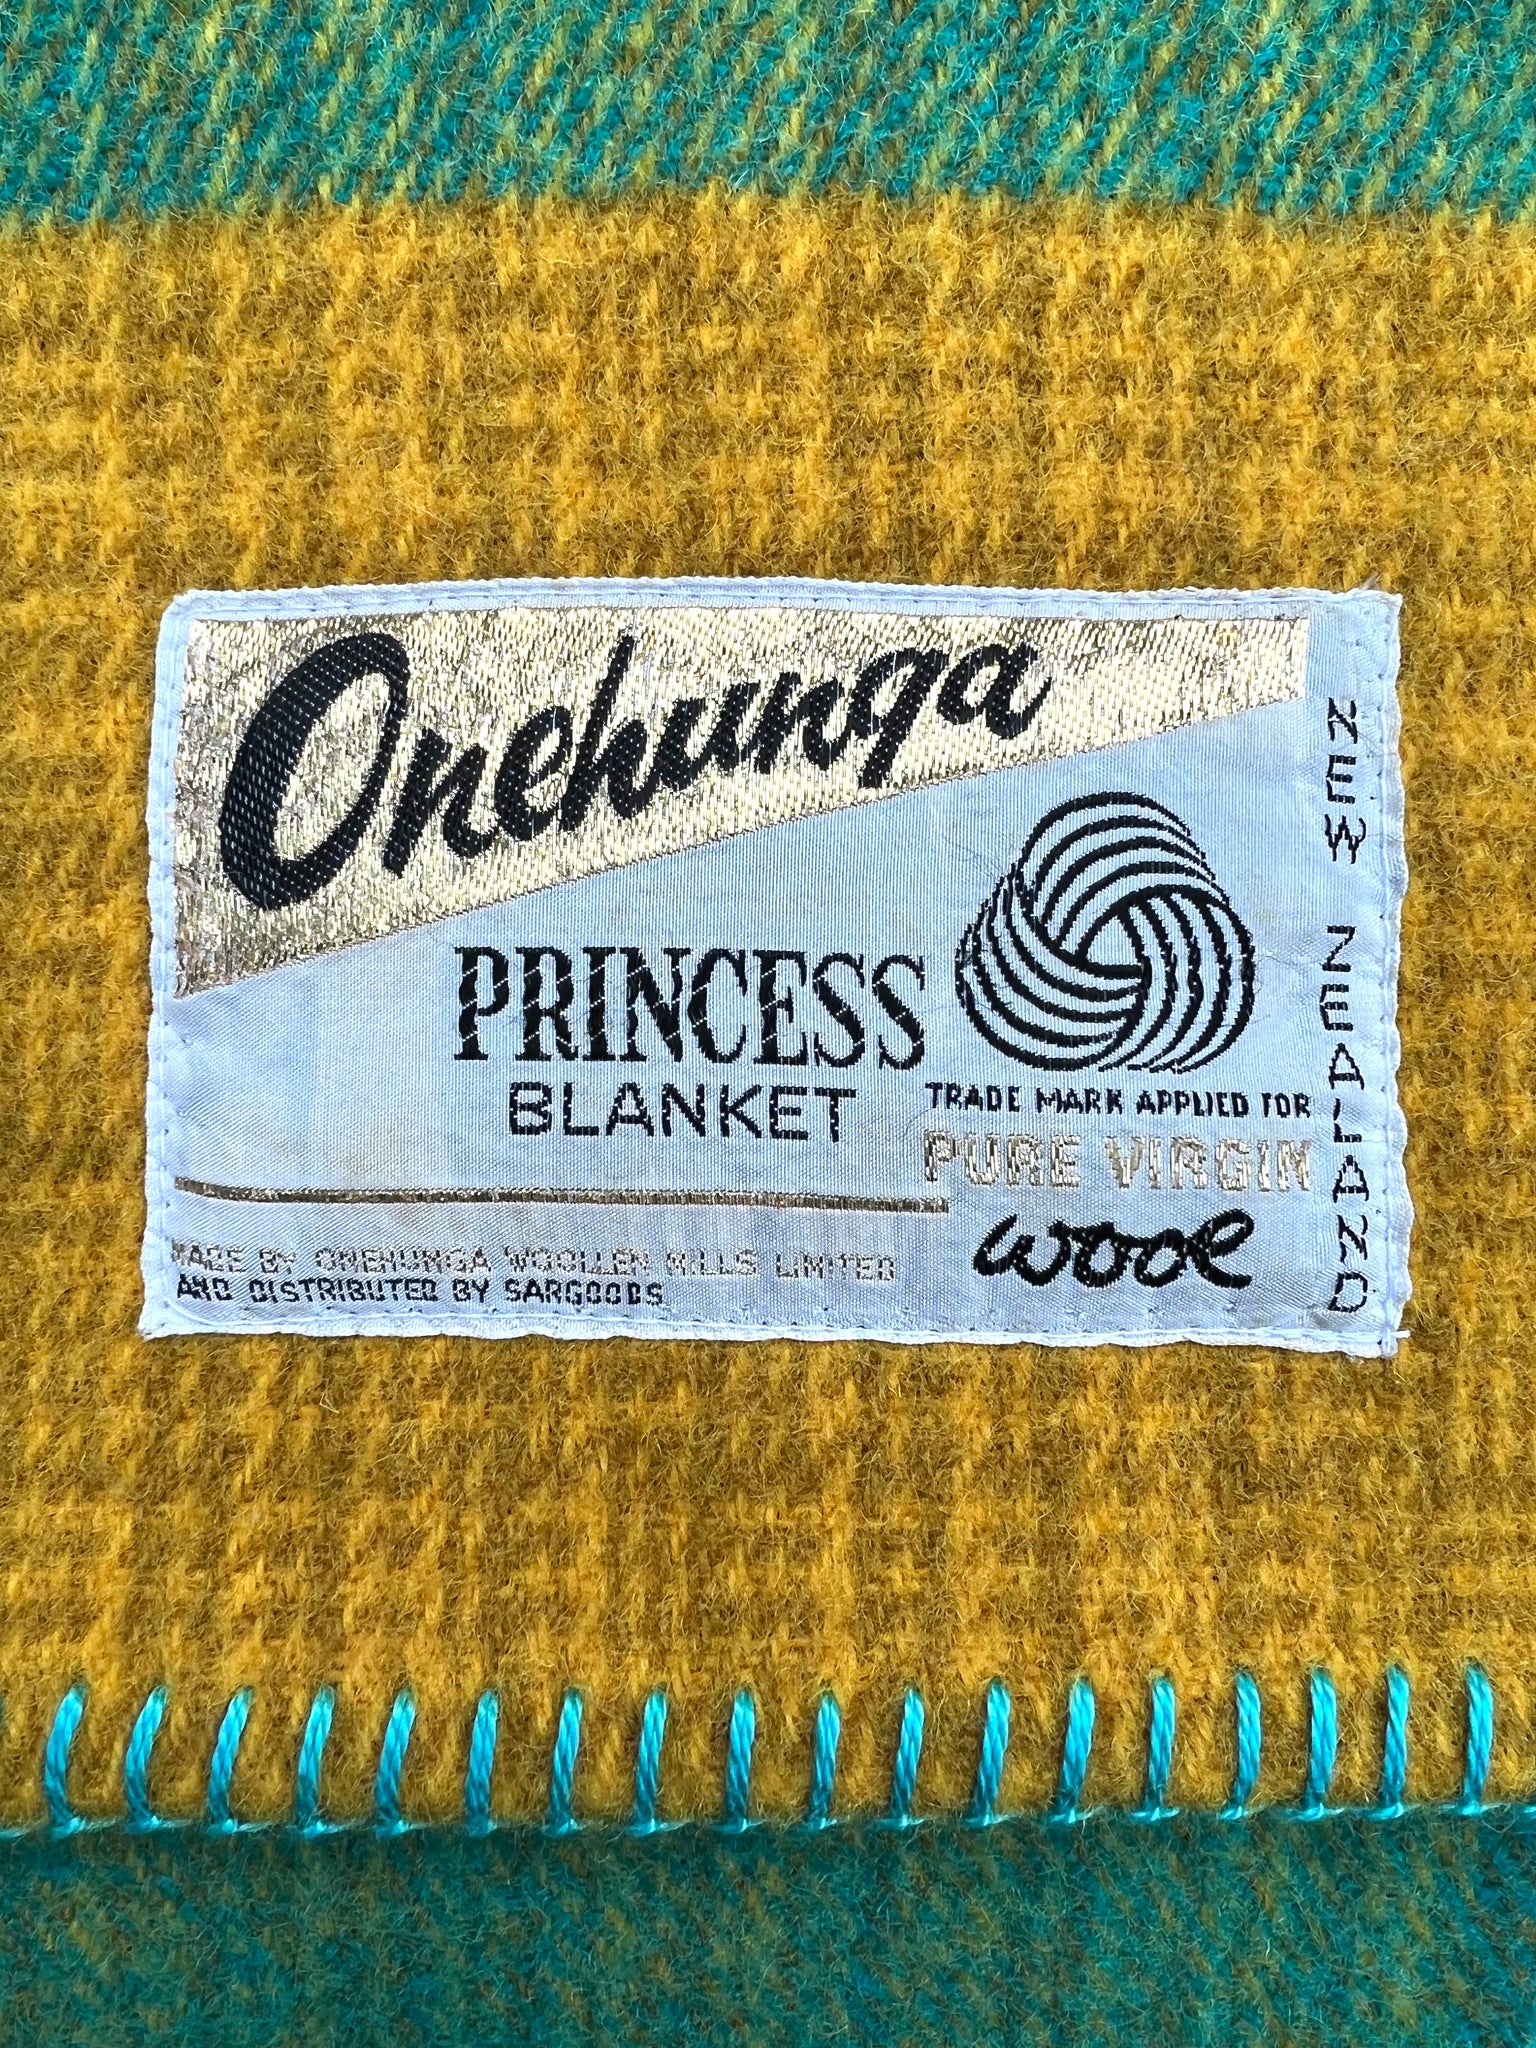 Onehunga
PRINCESS
BLANKET
TRADE MARK APPLIED FOR
PURE VIRGIN
wool
MADE BY ONEHUNGA WOOLLEN MILLS LIMITED
AND DISTRIBUTED BY SARGOODS
NEW ZEALAND